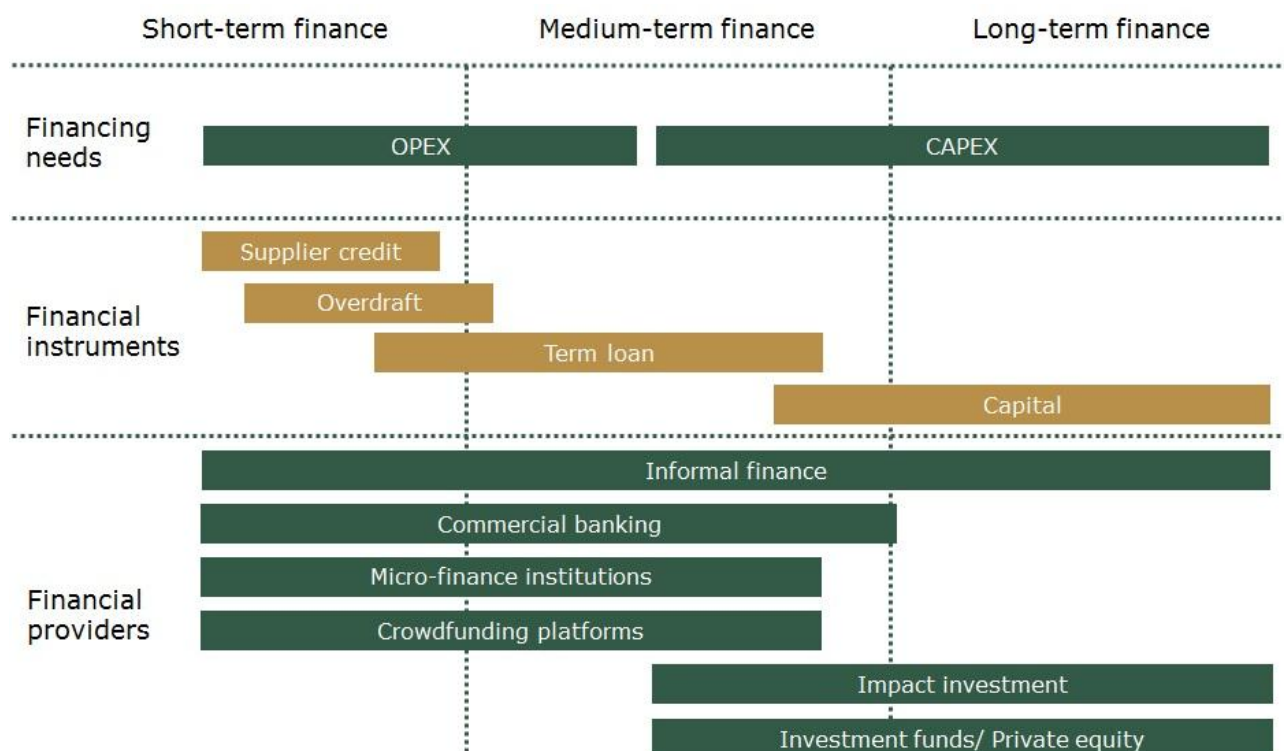 Short-term finance
Medium-term finance
Long-term finance
Financing
needs
OPEX
CAPEX
Financial
instruments
Supplier credit
Overdraft
Term loan
Capital
Financial
providers
Informal finance
Commercial banking
Micro-finance institutions
Crowdfunding platforms
Impact investment
Investment funds/ Private equity